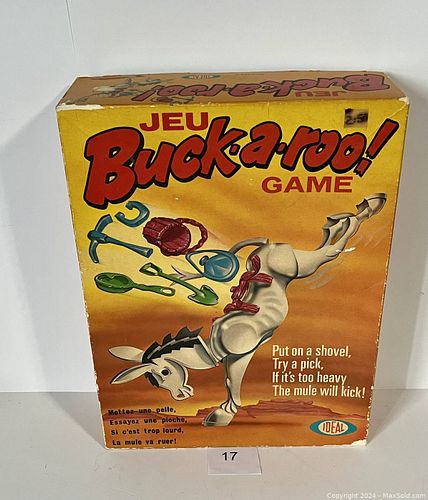 IDEAL
JEU
Buck-a-roo!
JEU
Buck-a-roo!
GAME
Put on a shovel,
Try a pick,
If it's too heavy
The mule will kick!
Mettez-une pelle,
Essayez une pioche,
Si c'est trop lourd,
La mule va ruer!
IDEAL
17
Copyright 2024 - MaxSold.com